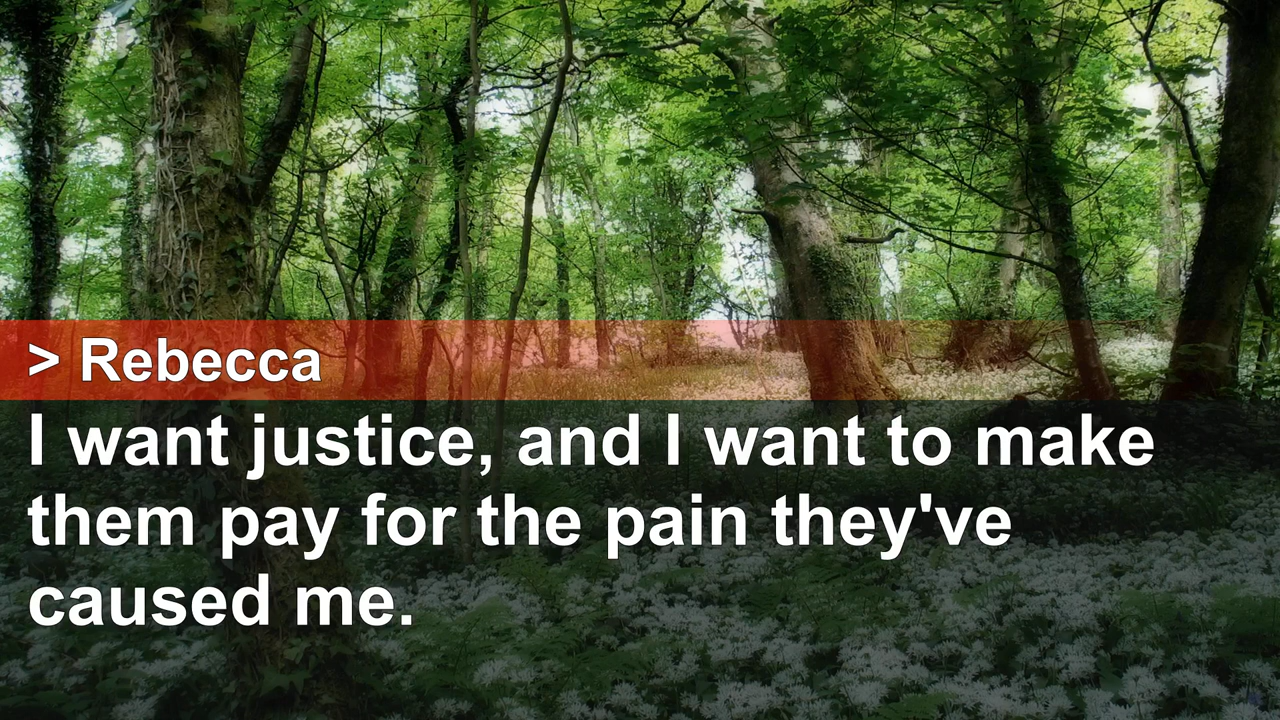 > Rebecca
I want justice, and I want to make
them pay for the pain they've
caused me.